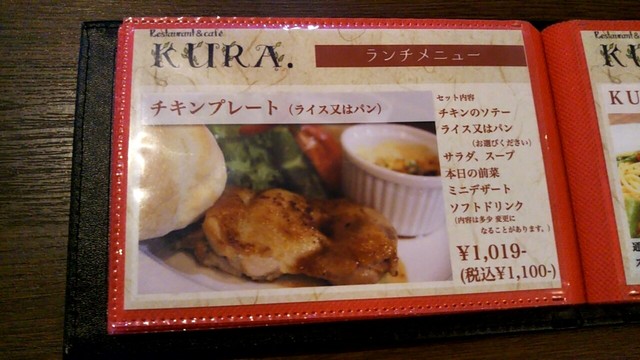 Restaurant & cafe
KURA.
ランチメニュー
チキンプレート（ライス又はパン）
セット内容
チキンのソテー
ライス又はパン
（お選びください）
サラダ、スープ
本日の前菜
ミニデザート
ソフトドリンク
（内容は多少 変更に
なることがあります。）
￥1,019-
(税込￥1,100-)
Restaurant
KU
KU